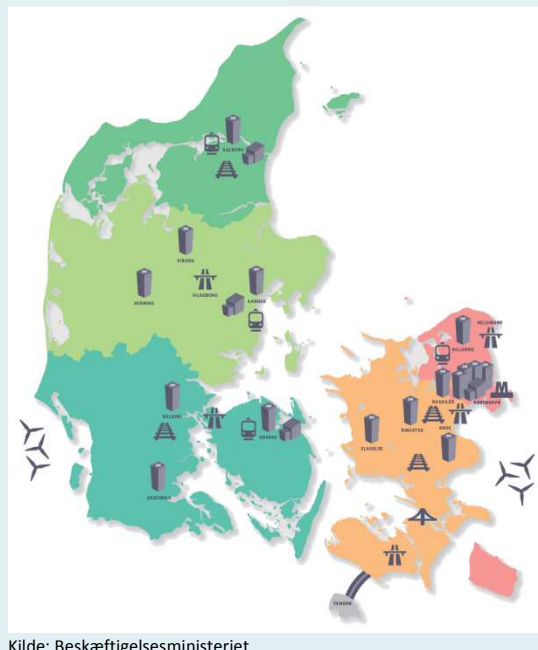 AALBORG
VIBORG
HERNING
SILKEBORG
AARHUS
HELSINGØR
HILLERØD
ROSKILDE
KØBENHAVN
KOLDING
ODENSE
SLAGELSE
RINGSTED
KØGE
AABENRAA
FEMERN
Kilde: Beskæftigelsesministeriet